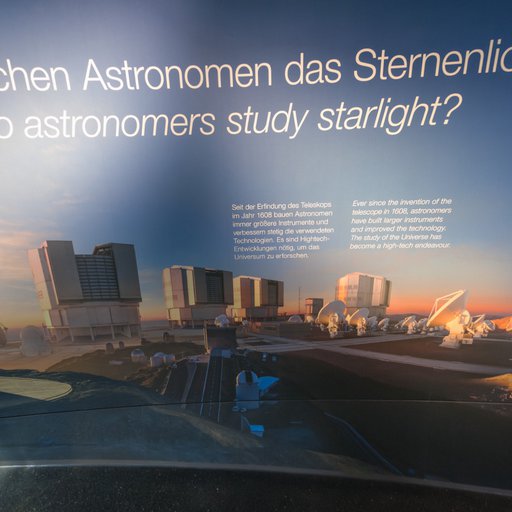 chen Astronomen das Sternenlic
o astronomers study starlight?
Seit der Erfindung des Teleskops
im Jahr 1608 bauen Astronomen
immer größere Instrumente und
verbessern stetig die verwendeten
Technologien. Es sind Hightech-
Entwicklungen nötig, um das
Universum zu erforschen.
Ever since the invention of the
telescope in 1608, astronomers
have built larger instruments
and improved the technology.
The study of the Universe has
become a high-tech endeavour.